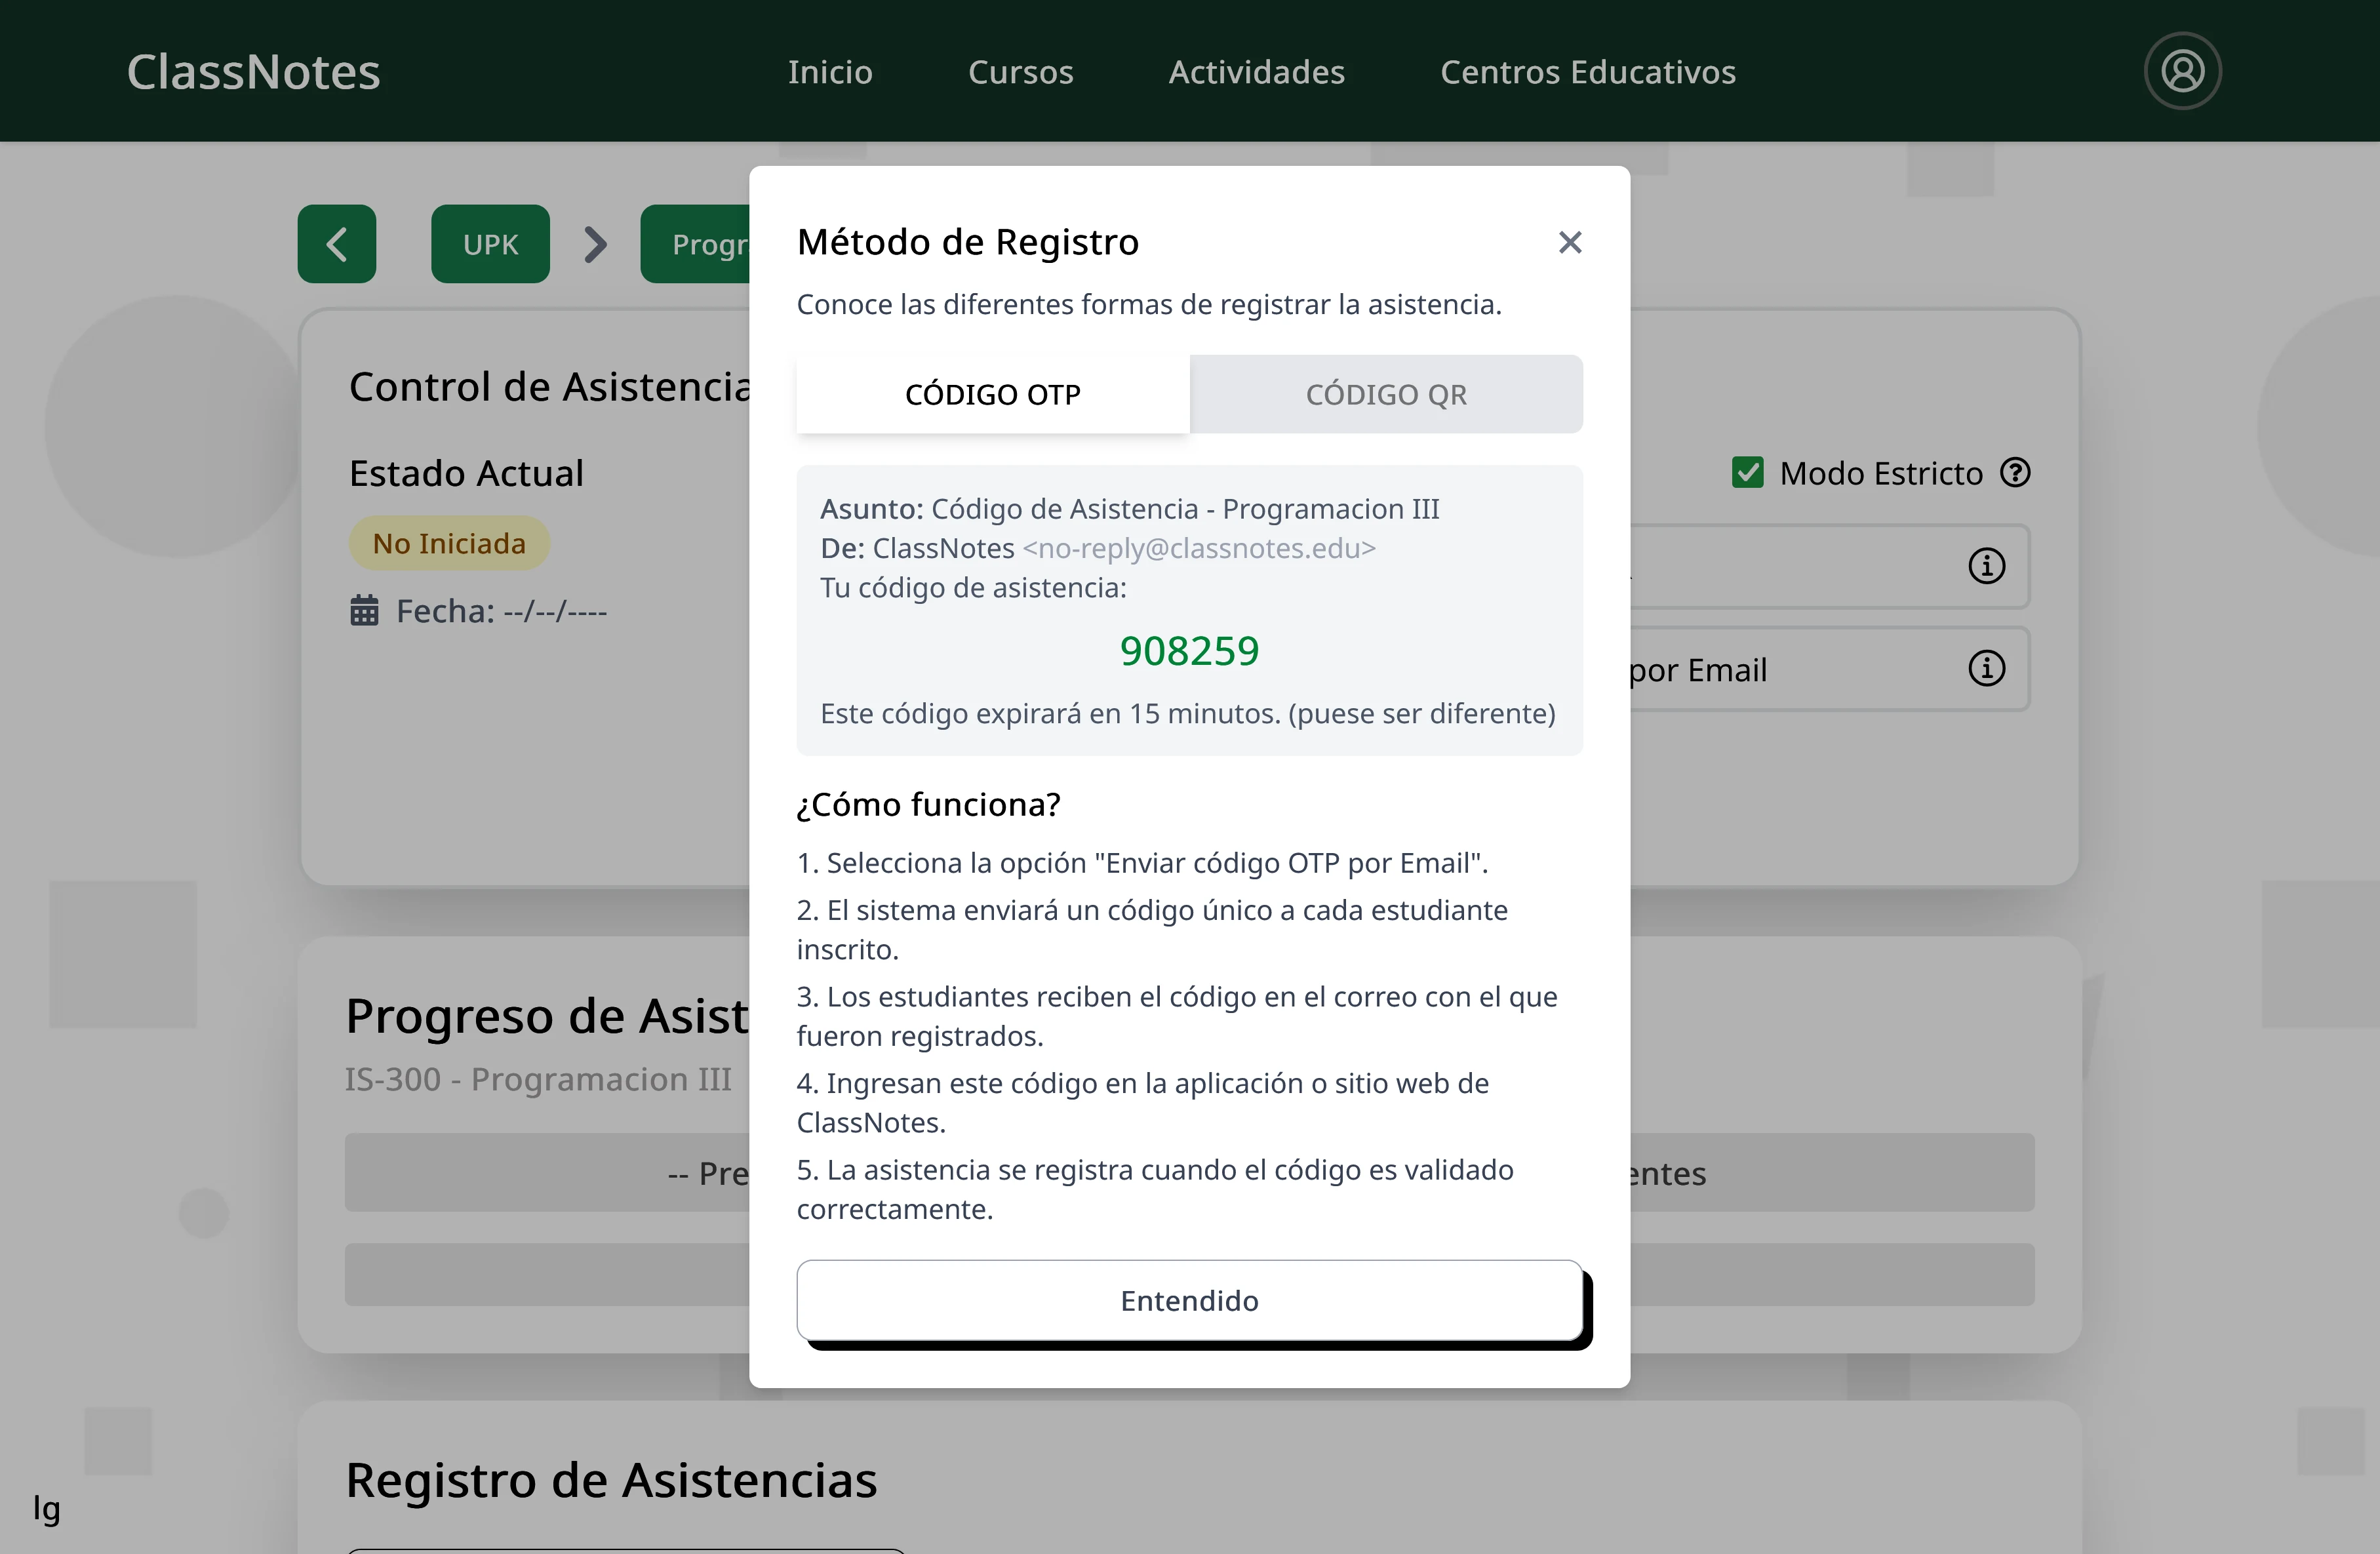 ClassNotes
Inicio Cursos Actividades Centros Educativos
UPK
Método de Registro
Conoce las diferentes formas de registrar la asistencia.
CÓDIGO OTP CÓDIGO QR
Asunto: Código de Asistencia - Programacion III
De: ClassNotes <no-reply@classnotes.edu>
Tu código de asistencia:
908259
Este código expirará en 15 minutos. (puese ser diferente)
¿Cómo funciona?
1. Selecciona la opción "Enviar código OTP por Email".
2. El sistema enviará un código único a cada estudiante
inscrito.
3. Los estudiantes reciben el código en el correo con el que
fueron registrados.
4. Ingresan este código en la aplicación o sitio web de
ClassNotes.
5. La asistencia se registra cuando el código es validado
correctamente.
Entendido
Control de Asistencia
Estado Actual
No Iniciada
Fecha: --/--/----
Modo Estricto
por Email
Progreso de Asist
IS-300 - Programacion III
-- Pre
entes
Registro de Asistencias
lg